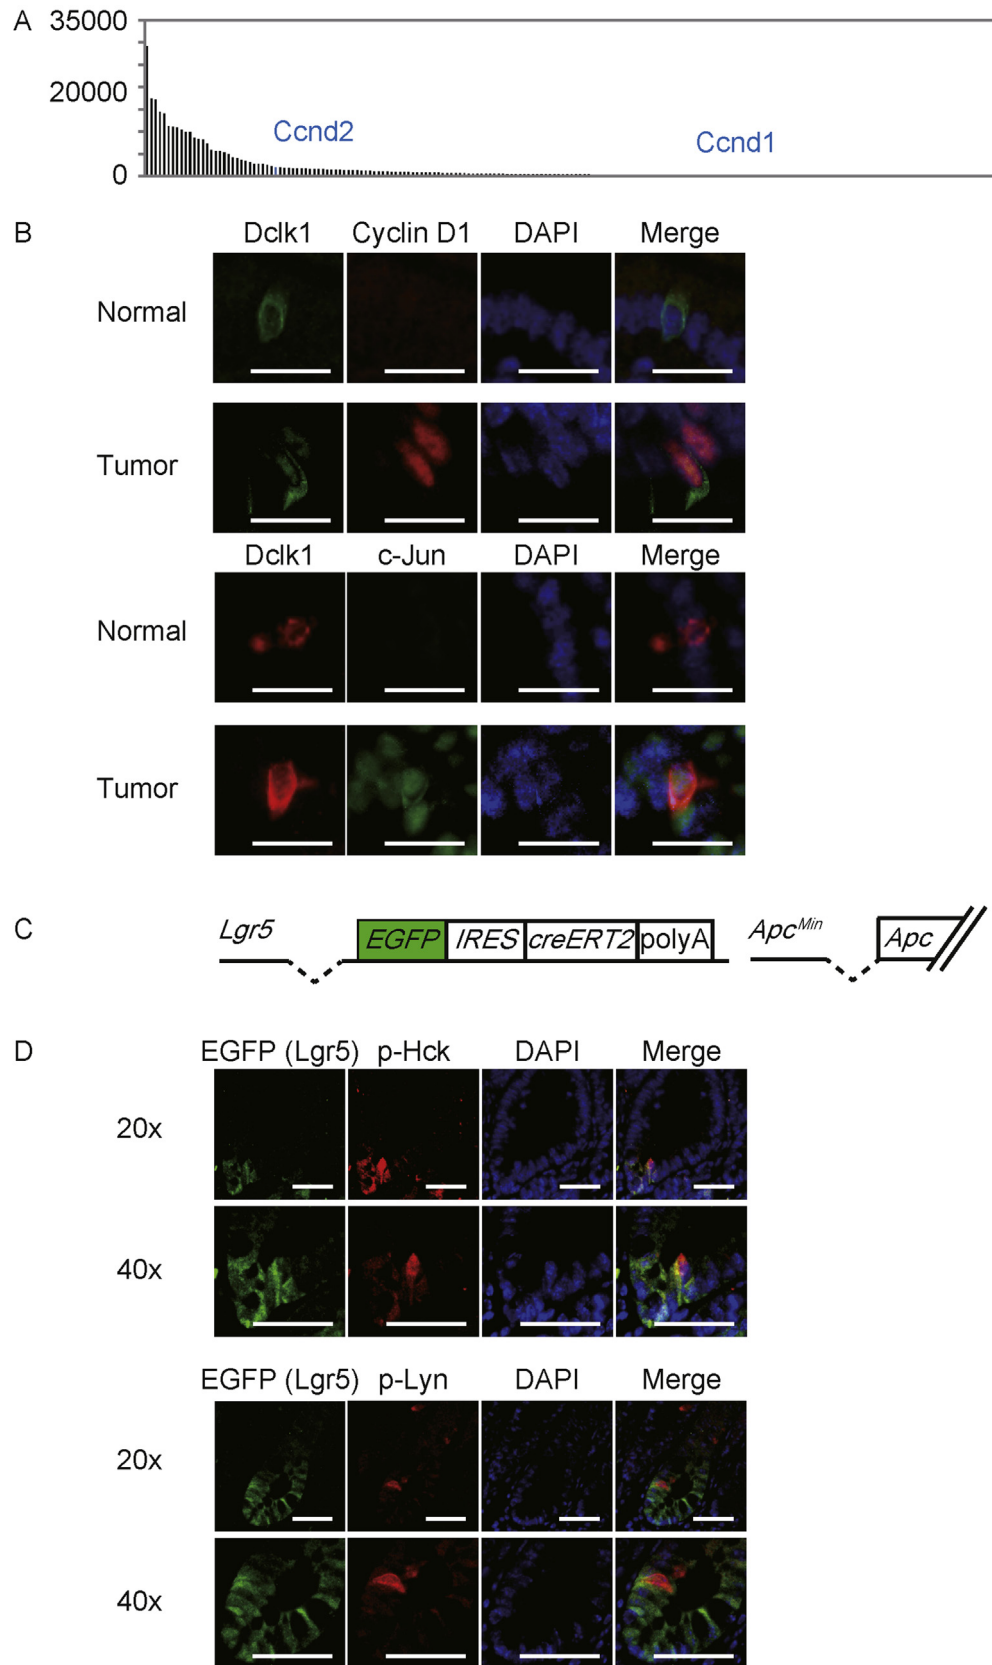 A 35000
20000
Ccnd2
Ccnd1
0
B Dclk1 Cyclin D1 DAPI Merge
Normal
Tumor
Dclk1 c-Jun DAPI Merge
Normal
Tumor
C Lgr5 EGFP IRES creERT2 polyA ApcMin Apc
D EGFP (Lgr5) p-Hck DAPI Merge
20x
40x
EGFP (Lgr5) p-Lyn DAPI Merge
20x
40x